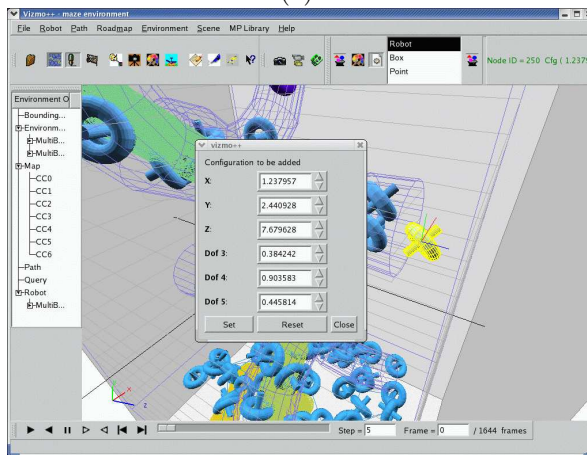 Vizmo++ - maze environment
File Robot Path Roadmap Environment Scene MP Library Help
Robot
Box
Point
Node ID = 250 Cfg ( 1.2379
Environment O
Bounding...
Environm...
MultiB...
MultiB...
Map
CC0
CC1
CC2
CC3
CC4
CC5
CC6
Path
Query
Robot
MultiB...
vizmo++
Configuration to be added
X: 1.237957
Y: 2.440928
Z: 7.679628
Dof 3: 0.384242
Dof 4: 0.903583
Dof 5: 0.445814
Set Reset Close
x
z
Step = 5 Frame = 0 / 1644 frames